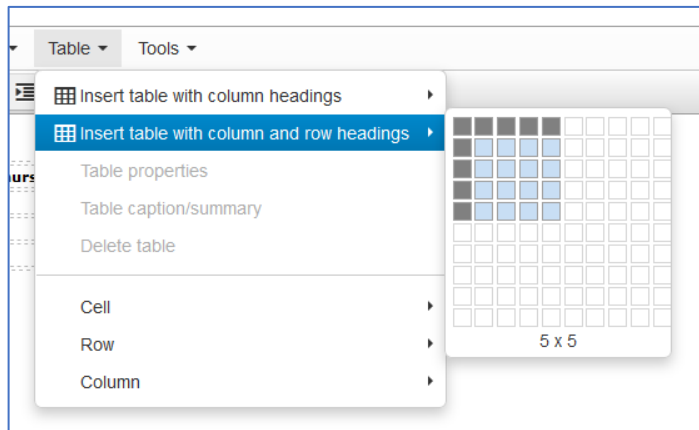 Table Tools
Insert table with column headings
Insert table with column and row headings
Table properties
Table caption/summary
Delete table
Cell
Row
Column
5 x 5